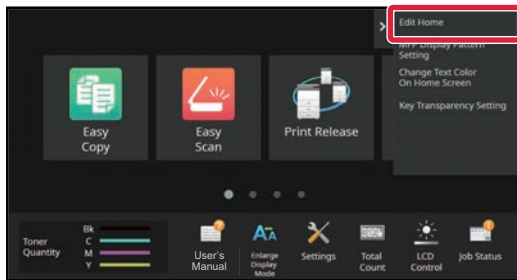 Edit Home
MFP Display Pattern
Setting
Change Text Color
On Home Screen
Key Transparency Setting
Easy
Copy
Easy
Scan
Print Release
Toner
Quantity
Bk
C
M
Y
User's
Manual
Enlarge
Display
Mode
Settings
Total
Count
LCD
Control
Job Status